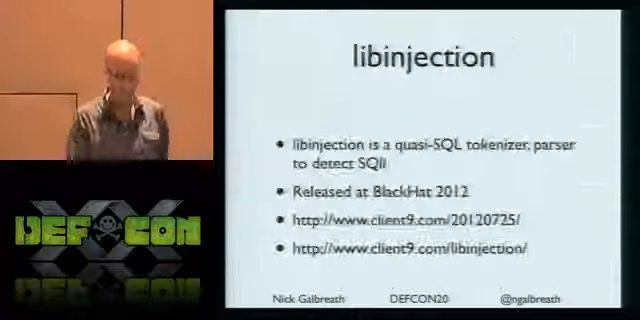 libinjection
• libinjection is a quasi-SQL tokenizer, parser
to detect SQli
• Released at BlackHat 2012
• http://www.client9.com/20120725/
• http://www.client9.com/libinjection/
Nick Galbreath DEFCON20 @ngalbreath
XX
DEF CON